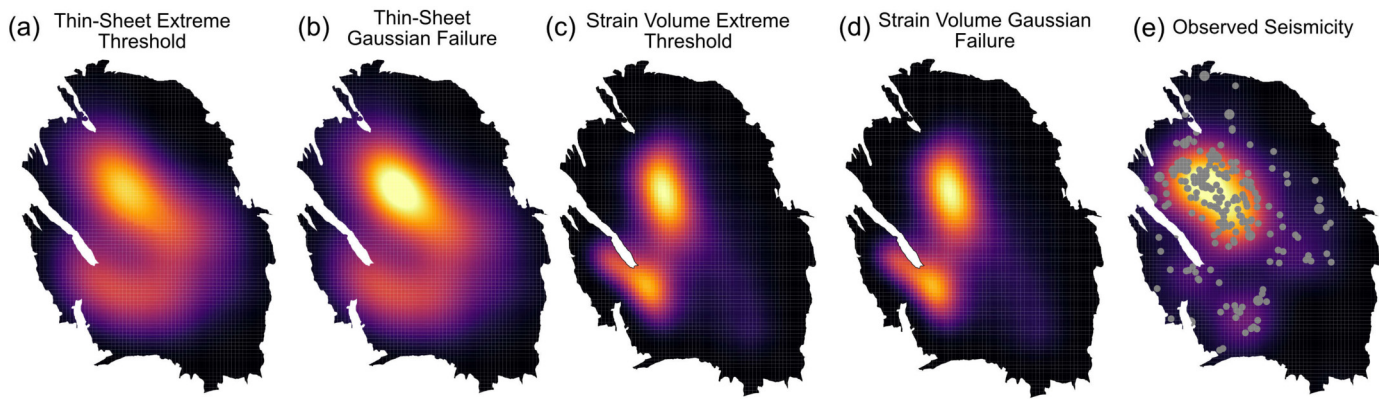 (a) Thin-Sheet Extreme
Threshold
(b) Thin-Sheet
Gaussian Failure
(c) Strain Volume Extreme
Threshold
(d) Strain Volume Gaussian
Failure
(e) Observed Seismicity